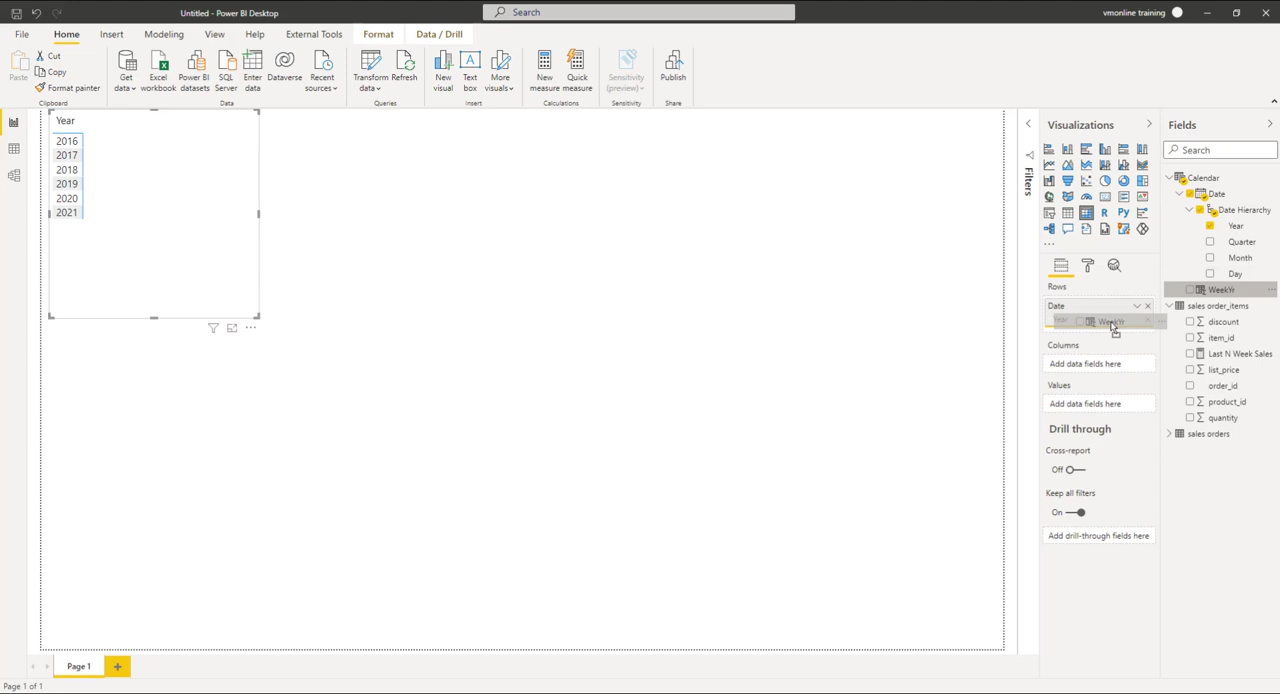 Untitled - Power BI Desktop
Search
vmonline training
File
Home
Insert
Modeling
View
Help
External Tools
Format
Data / Drill
Paste
Cut
Copy
Format painter
Clipboard
Get data
Excel workbook
Power BI datasets
SQL Server
Enter data
Dataverse
Recent sources
Data
Transform data
Refresh
Queries
New visual
Text box
More visuals
Insert
New measure
Quick measure
Calculations
Sensitivity (preview)
Sensitivity
Publish
Share
Year
2016
2017
2018
2019
2020
2021
Filters
Visualizations
R
Py
Rows
Date
Year
WeekYr
Columns
Add data fields here
Values
Add data fields here
Drill through
Cross-report
Off
Keep all filters
On
Add drill-through fields here
Fields
Search
Calendar
Date
Date Hierarchy
Year
Quarter
Month
Day
WeekYr
sales order_items
discount
item_id
Last N Week Sales
list_price
order_id
product_id
quantity
sales orders
Page 1
Page 1 of 1